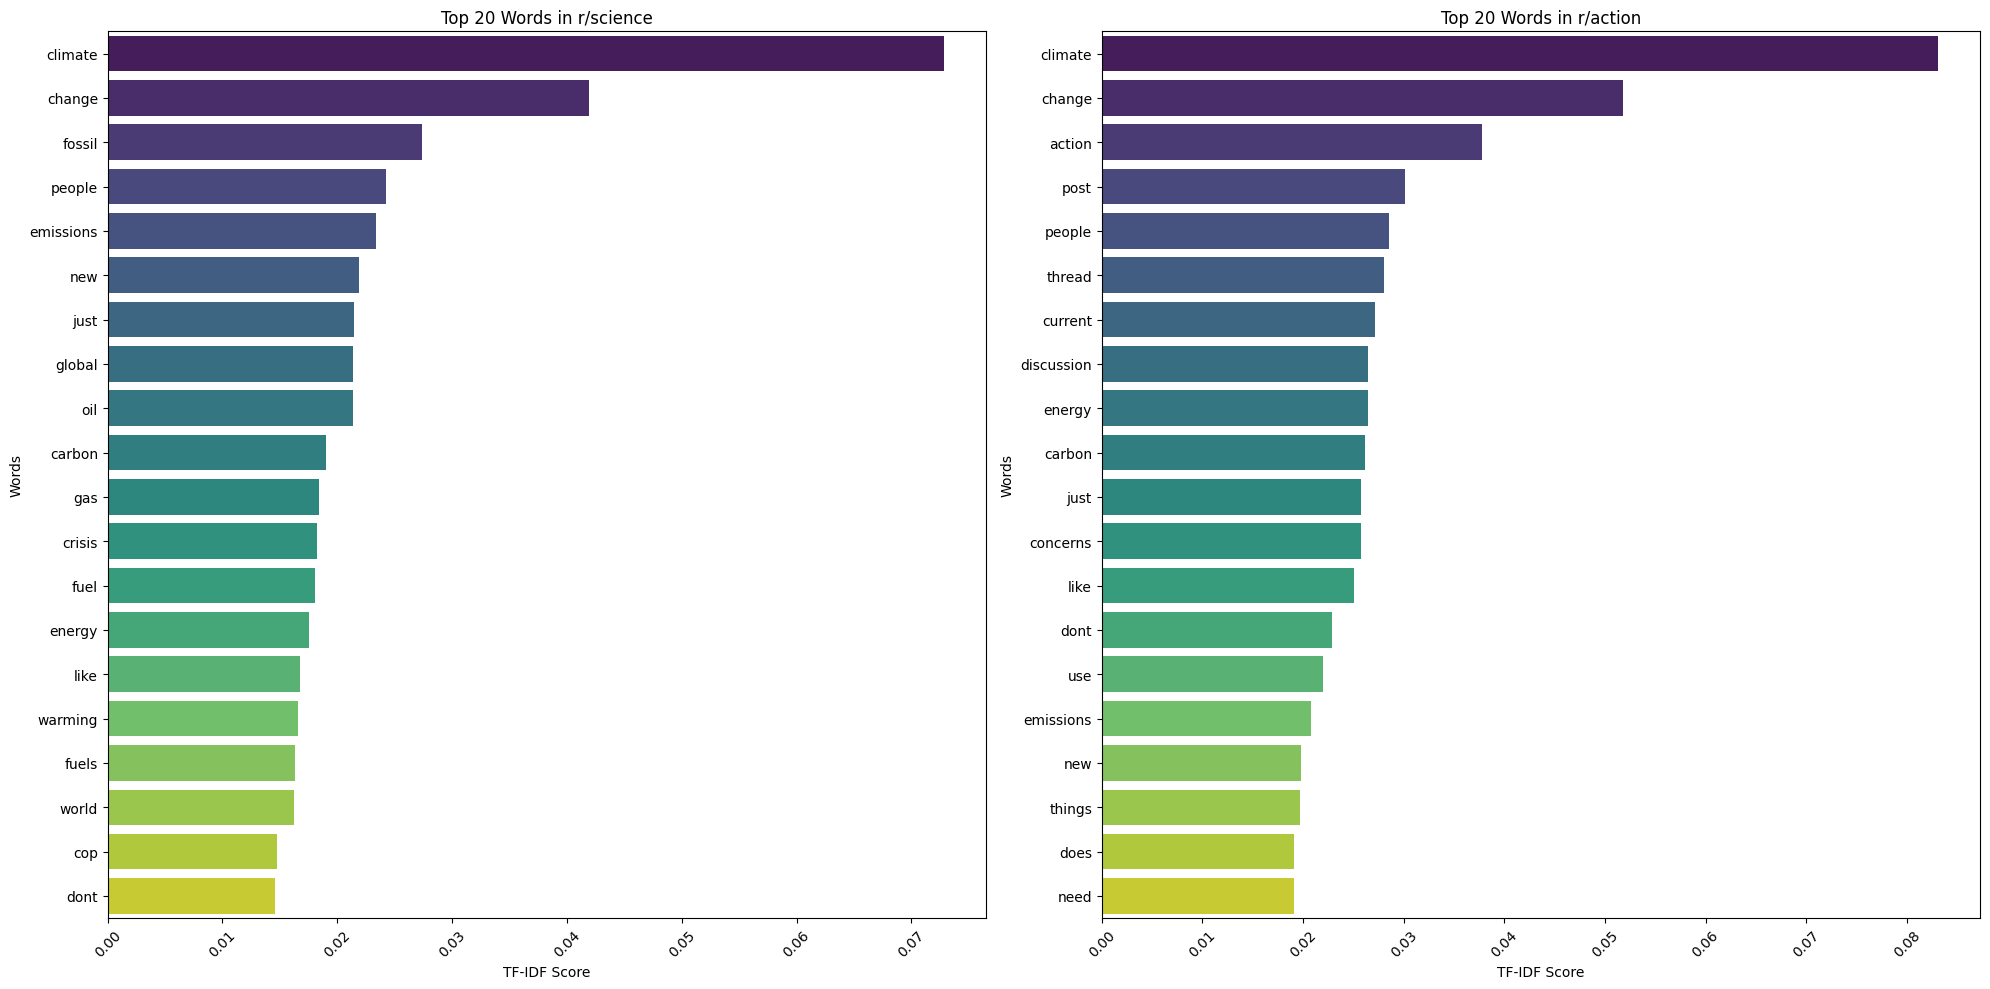 Top 20 Words in r/science
Words
climate
change
fossil
people
emissions
new
just
global
oil
carbon
gas
crisis
fuel
energy
like
warming
fuels
world
cop
dont
0.00 0.01 0.02 0.03 0.04 0.05 0.06 0.07
TF-IDF Score
Top 20 Words in r/action
Words
climate
change
action
post
people
thread
current
discussion
energy
carbon
just
concerns
like
dont
use
emissions
new
things
does
need
0.00 0.01 0.02 0.03 0.04 0.05 0.06 0.07 0.08
TF-IDF Score